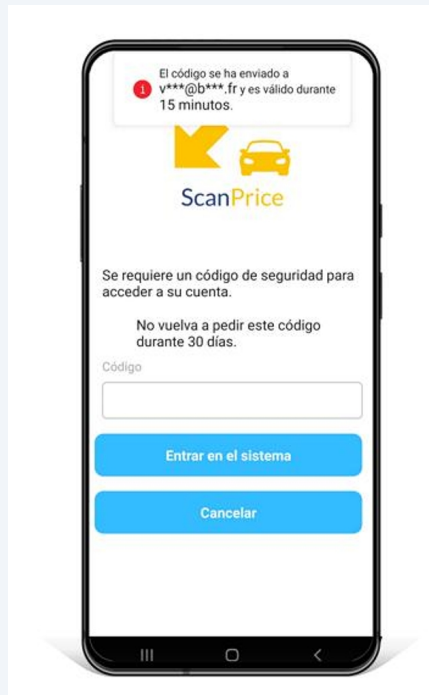 El código se ha enviado a
v***@b***.fr y es válido durante
15 minutos.
ScanPrice
Se requiere un código de seguridad para
acceder a su cuenta.
No vuelva a pedir este código
durante 30 días.
Código
Entrar en el sistema
Cancelar